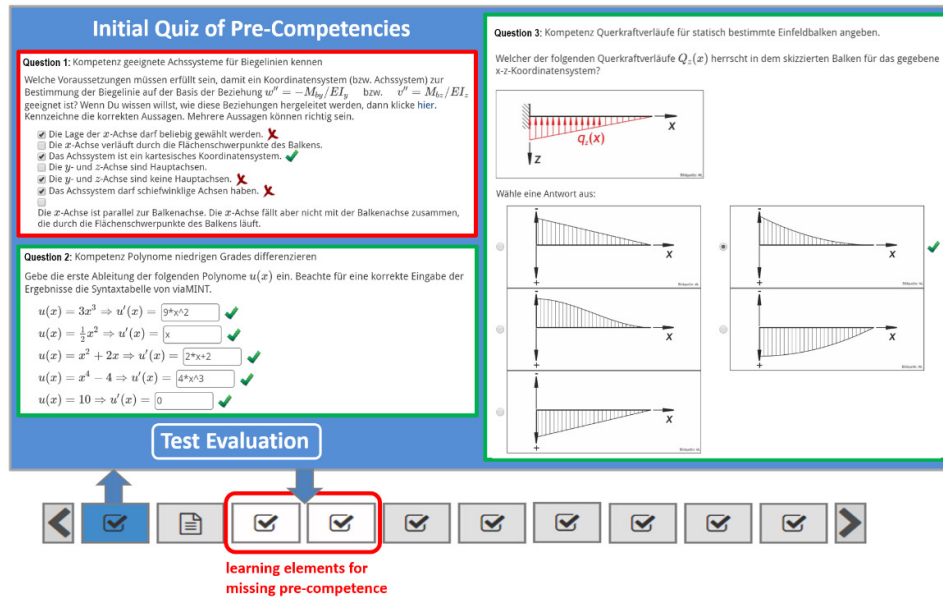 Initial Quiz of Pre-Competencies
Question 1: Kompetenz geeignete Achssysteme für Biegelinien kennen
Welche Voraussetzungen müssen erfüllt sein, damit ein Koordinatensystem (bzw. Achssystem) zur
Bestimmung der Biegelinie auf der Basis der Beziehung w″ = −M_by/EI_y bzw. v″ = M_bz/EI_z
geeignet ist? Wenn Du wissen willst, wie diese Beziehungen hergeleitet werden, dann klicke hier.
Kennzeichne die korrekten Aussagen. Mehrere Aussagen können richtig sein.
Die Lage der x-Achse darf beliebig gewählt werden.
Die x-Achse verläuft durch die Flächenschwerpunkte des Balkens.
Das Achssystem ist ein kartesisches Koordinatensystem.
Die y- und z-Achse sind Hauptachsen.
Die y- und z-Achse sind keine Hauptachsen.
Das Achssystem darf schiefwinklige Achsen haben.
Die x-Achse ist parallel zur Balkenachse. Die x-Achse fällt aber nicht mit der Balkenachse zusammen,
die durch die Flächenschwerpunkte des Balkens läuft.
Question 2: Kompetenz Polynome niedrigen Grades differenzieren
Gebe die erste Ableitung der folgenden Polynome u(x) ein. Beachte für eine korrekte Eingabe der
Ergebnisse die Syntaxtabelle von viaMINT.
u(x) = 3x³ ⇒ u′(x) = 9*x^2
u(x) = ½x² ⇒ u′(x) = x
u(x) = x² + 2x ⇒ u′(x) = 2*x+2
u(x) = x⁴ − 4 ⇒ u′(x) = 4*x^3
u(x) = 10 ⇒ u′(x) = 0
Test Evaluation
Question 3: Kompetenz Querkraftverläufe für statisch bestimmte Einfeldbalken angeben.
Welcher der folgenden Querkraftverläufe Q_z(x) herrscht in dem skizzierten Balken für das gegebene
x-z-Koordinatensystem?
x
q_z(x)
z
Wähle eine Antwort aus:
-
x
+
-
x
+
-
x
+
-
x
+
-
x
+
learning elements for
missing pre-competence